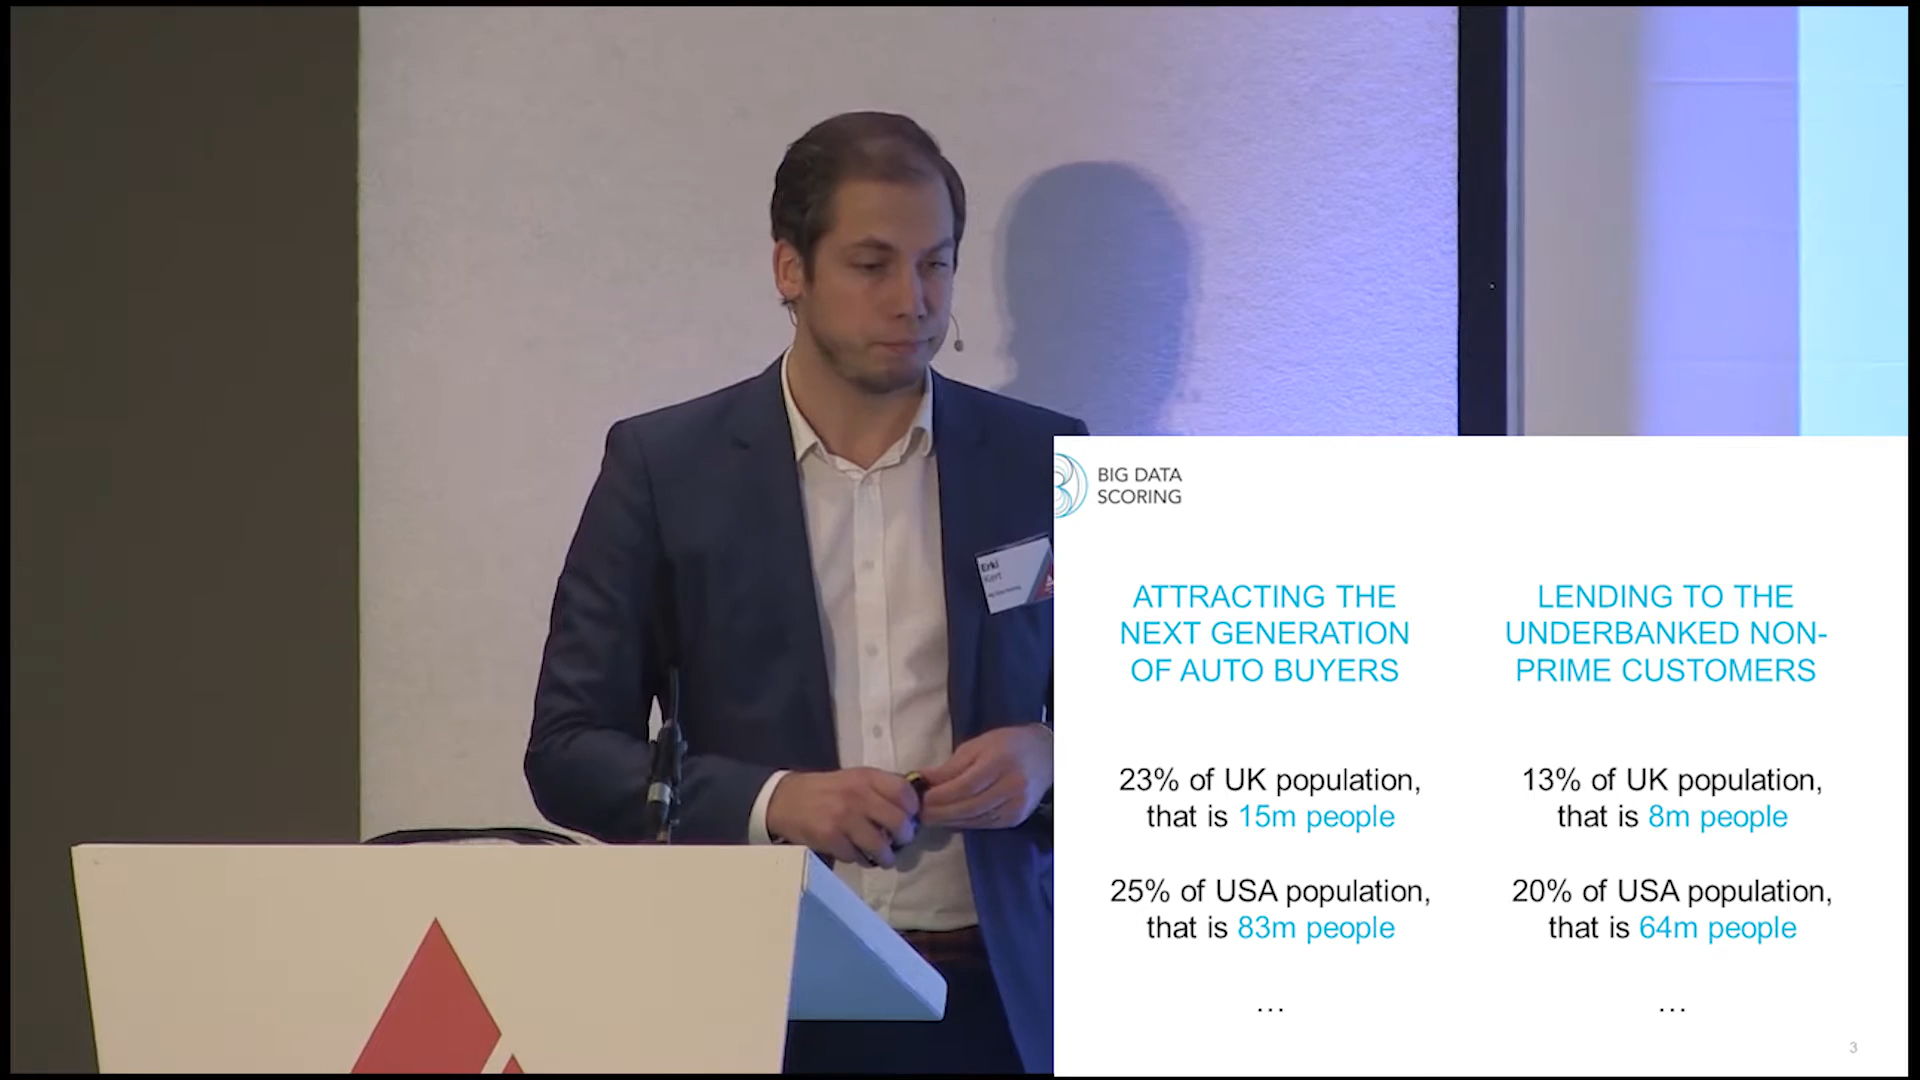 Erki
Kert
BIG DATA
SCORING
ATTRACTING THE
NEXT GENERATION
OF AUTO BUYERS
23% of UK population,
that is 15m people
25% of USA population,
that is 83m people
...
LENDING TO THE
UNDERBANKED NON-
PRIME CUSTOMERS
13% of UK population,
that is 8m people
20% of USA population,
that is 64m people
...
3